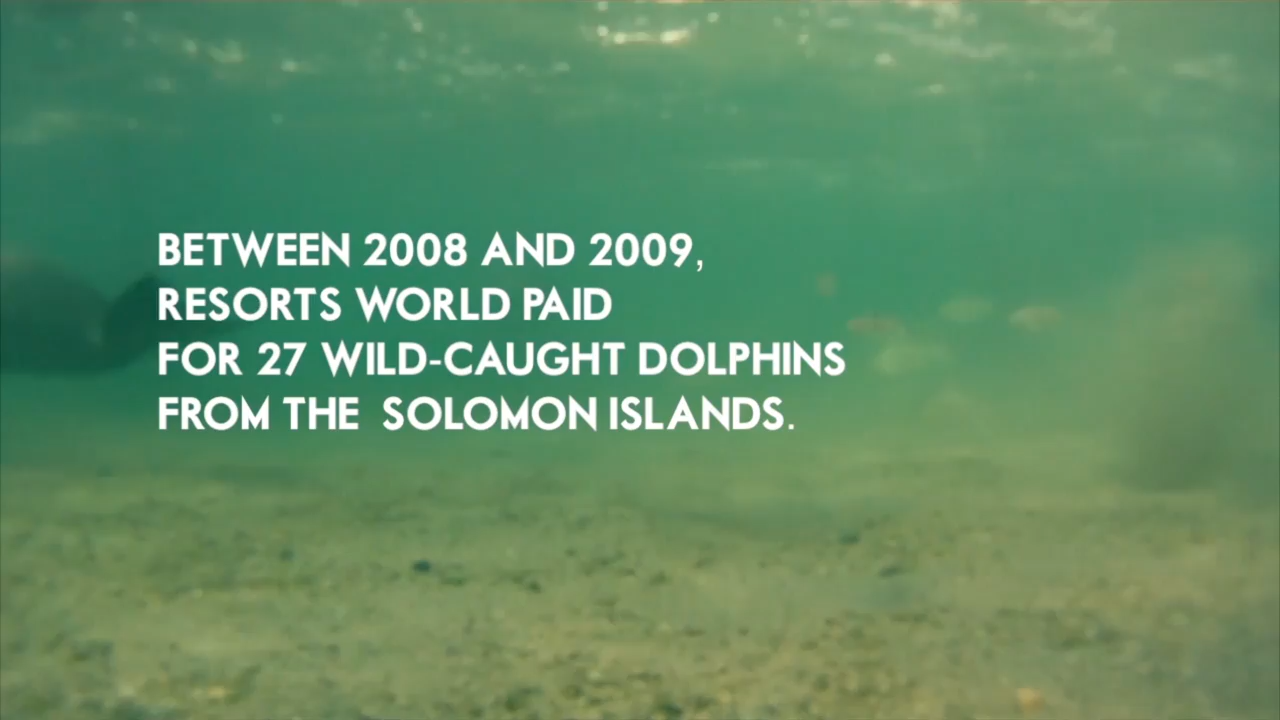 BETWEEN 2008 AND 2009,
RESORTS WORLD PAID
FOR 27 WILD-CAUGHT DOLPHINS
FROM THE  SOLOMON ISLANDS.